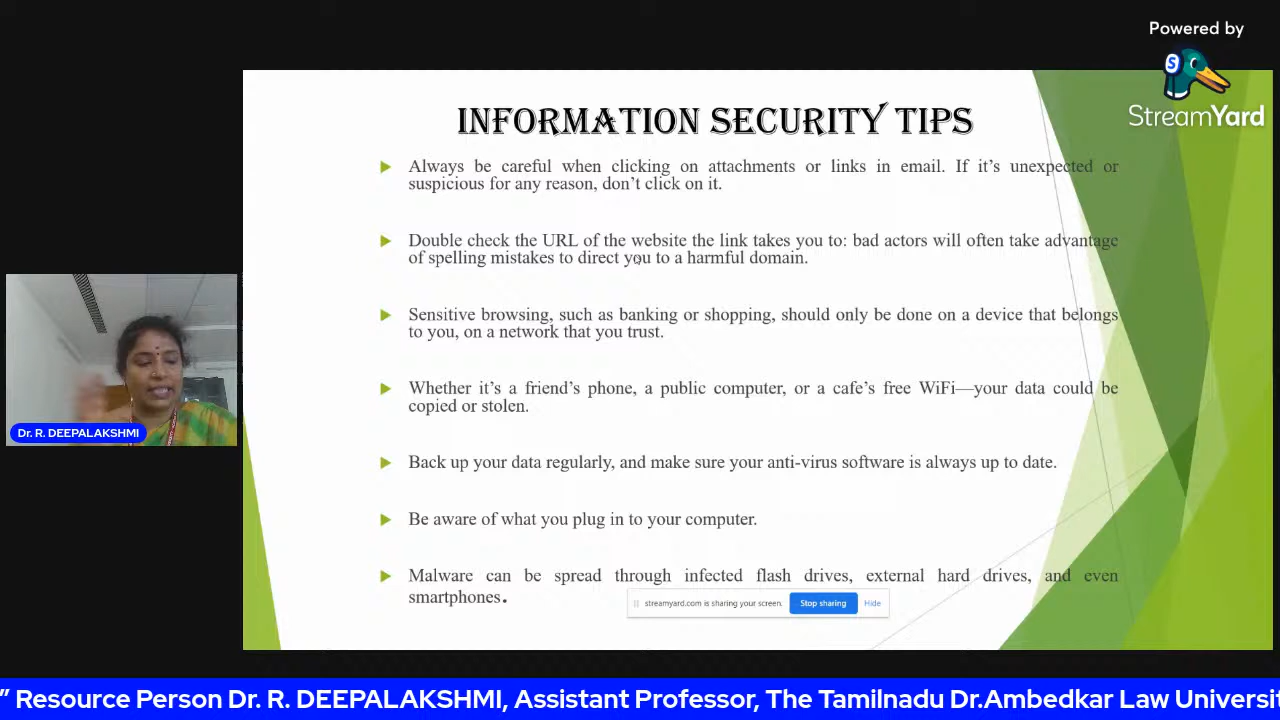 Powered by
StreamYard
INFORMATION SECURITY TIPS
Always be careful when clicking on attachments or links in email. If it’s unexpected or
suspicious for any reason, don’t click on it.
Double check the URL of the website the link takes you to: bad actors will often take advantage
of spelling mistakes to direct you to a harmful domain.
Sensitive browsing, such as banking or shopping, should only be done on a device that belongs
to you, on a network that you trust.
Whether it’s a friend’s phone, a public computer, or a cafe’s free WiFi—your data could be
copied or stolen.
Back up your data regularly, and make sure your anti-virus software is always up to date.
Be aware of what you plug in to your computer.
Malware can be spread through infected flash drives, external hard drives, and even
smartphones.
streamyard.com is sharing your screen. Stop sharing Hide
Dr. R. DEEPALAKSHMI
” Resource Person Dr. R. DEEPALAKSHMI, Assistant Professor, The Tamilnadu Dr.Ambedkar Law Universi